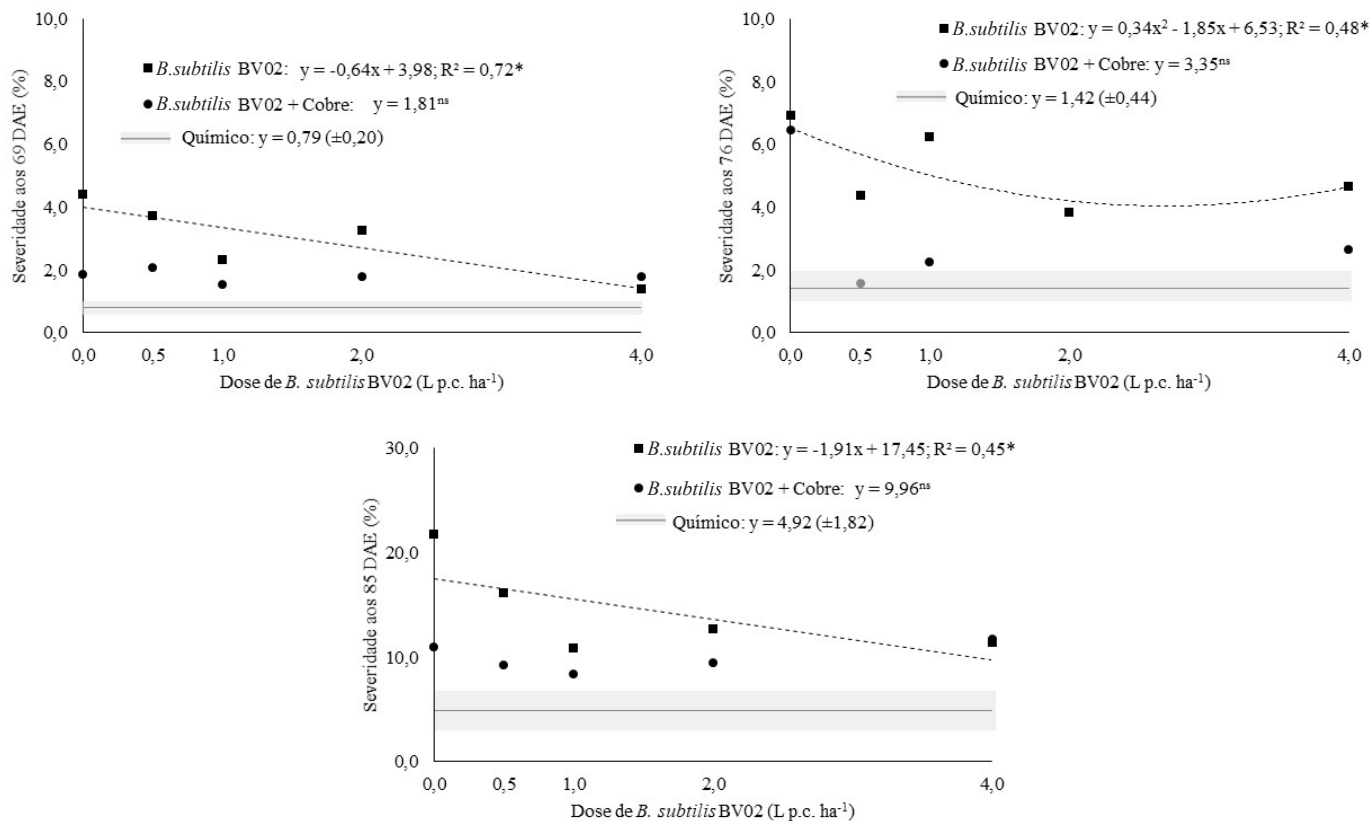 10,0
8,0
6,0
4,0
2,0
0,0
Severidade aos 69 DAE (%)
B.subtilis BV02: y = -0,64x + 3,98; R² = 0,72*
B.subtilis BV02 + Cobre: y = 1,81ⁿˢ
Químico: y = 0,79 (±0,20)
0,0 0,5 1,0 2,0 4,0
Dose de B. subtilis BV02 (L p.c. ha⁻¹)
10,0
8,0
6,0
4,0
2,0
0,0
Severidade aos 76 DAE (%)
B.subtilis BV02: y = 0,34x² - 1,85x + 6,53; R² = 0,48*
B.subtilis BV02 + Cobre: y = 3,35ⁿˢ
Químico: y = 1,42 (±0,44)
0,0 0,5 1,0 2,0 4,0
Dose de B. subtilis BV02 (L p.c. ha⁻¹)
30,0
20,0
10,0
0,0
Severidade aos 85 DAE (%)
B.subtilis BV02: y = -1,91x + 17,45; R² = 0,45*
B.subtilis BV02 + Cobre: y = 9,96ⁿˢ
Químico: y = 4,92 (±1,82)
0,0 0,5 1,0 2,0 4,0
Dose de B. subtilis BV02 (L p.c. ha⁻¹)